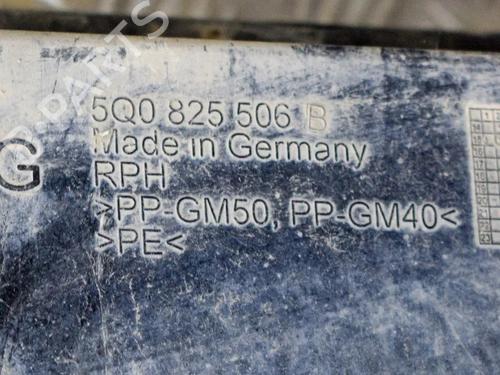 5Q0 825 506 B
Made in Germany
RPH
>PP-GM50, PP-GM40<
>PE<
G